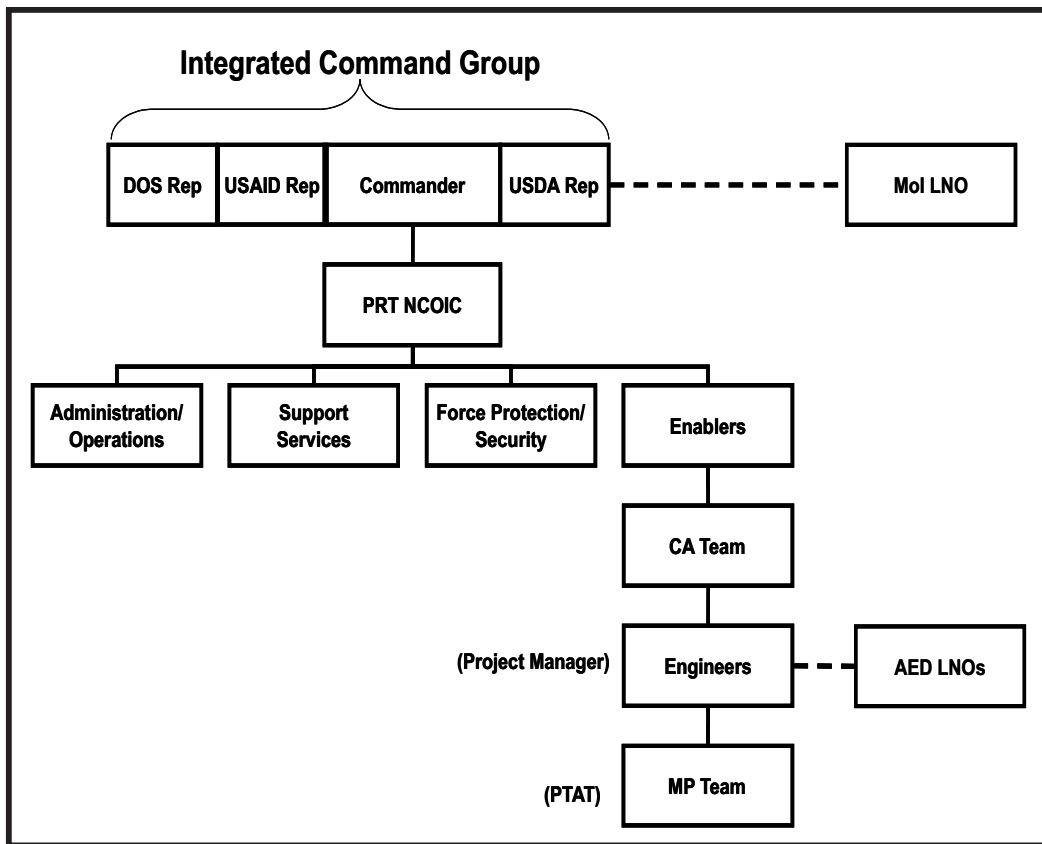 Integrated Command Group
DOS Rep
USAID Rep
Commander
USDA Rep
MoI LNO
PRT NCOIC
Administration/
Operations
Support
Services
Force Protection/
Security
Enablers
CA Team
(Project Manager)
Engineers
AED LNOs
(PTAT)
MP Team